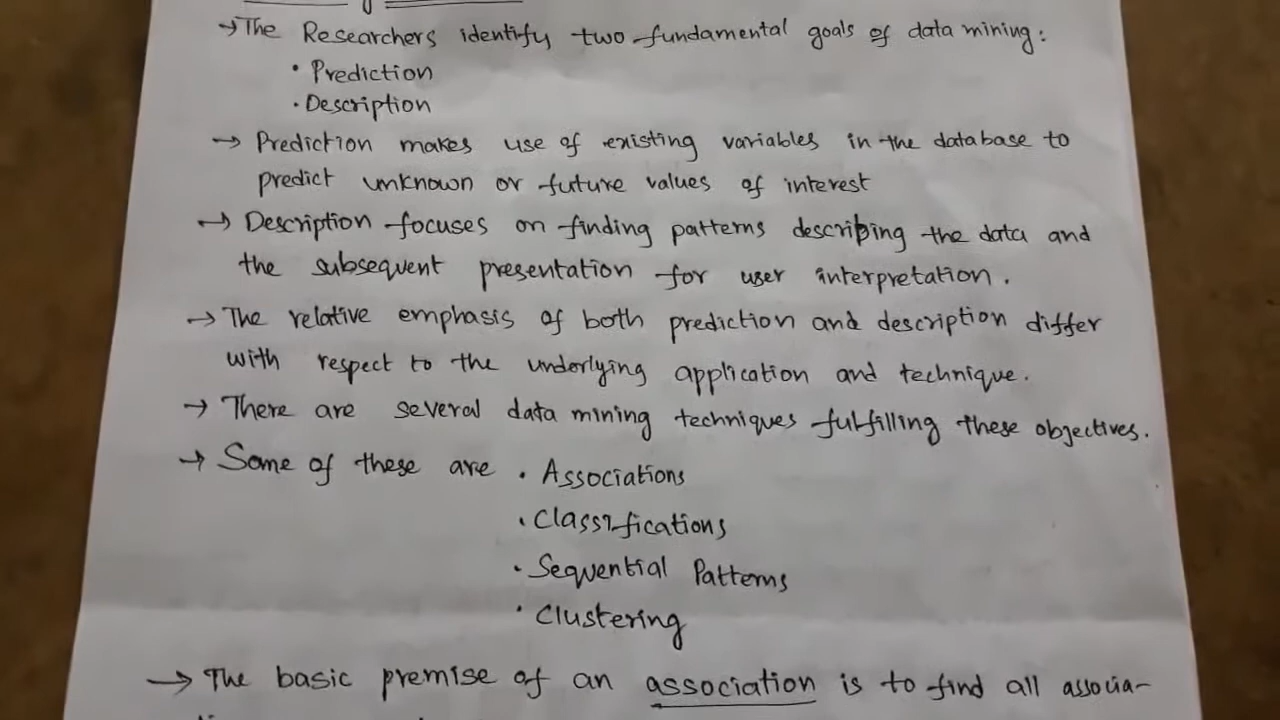 → The Researchers identify two fundamental goals of data mining:
• Prediction
• Description
→ Prediction makes use of existing variables in the database to
predict unknown or future values of interest
→ Description focuses on finding patterns describing the data and
the subsequent presentation for user interpretation.
→ The relative emphasis of both prediction and description differ
with respect to the underlying application and technique.
→ There are several data mining techniques fulfilling these objectives.
→ Some of these are • Associations
• Classifications
• Sequential Patterns
• Clustering
→ The basic premise of an association is to find all associa-